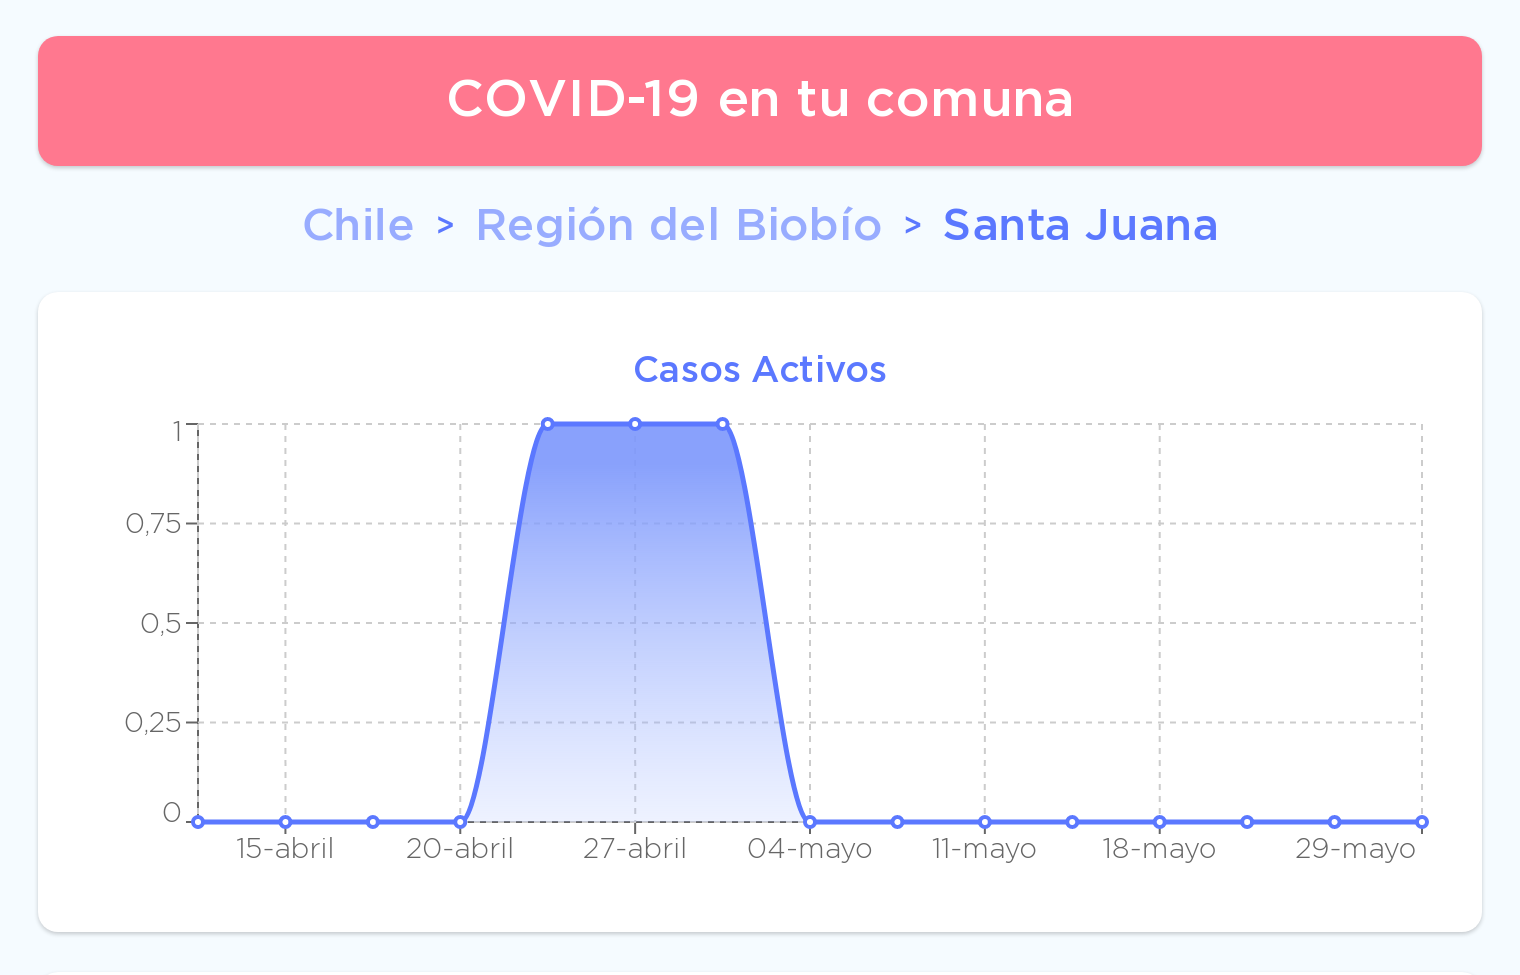 COVID-19 en tu comuna
Chile > Región del Biobío > Santa Juana
Casos Activos
1
0,75
0,5
0,25
0
15-abril 20-abril 27-abril 04-mayo 11-mayo 18-mayo 29-mayo